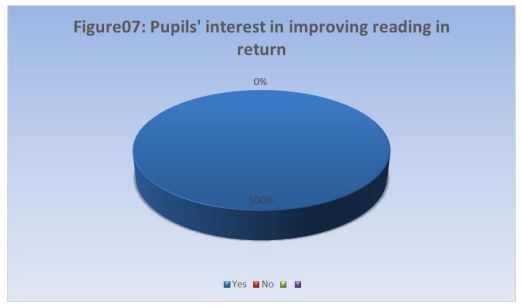 Figure07: Pupils' interest in improving reading in
return
0%
100%
Yes No